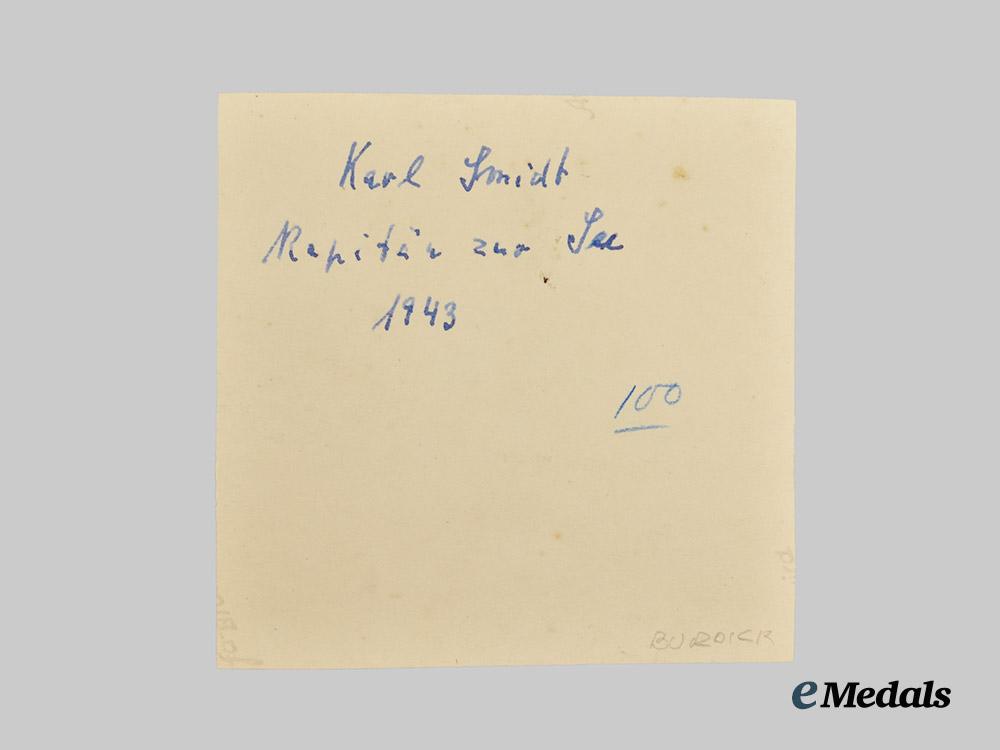 Karl Smidt
Kapitän zur See
1943
100
BURDICK
eMedals